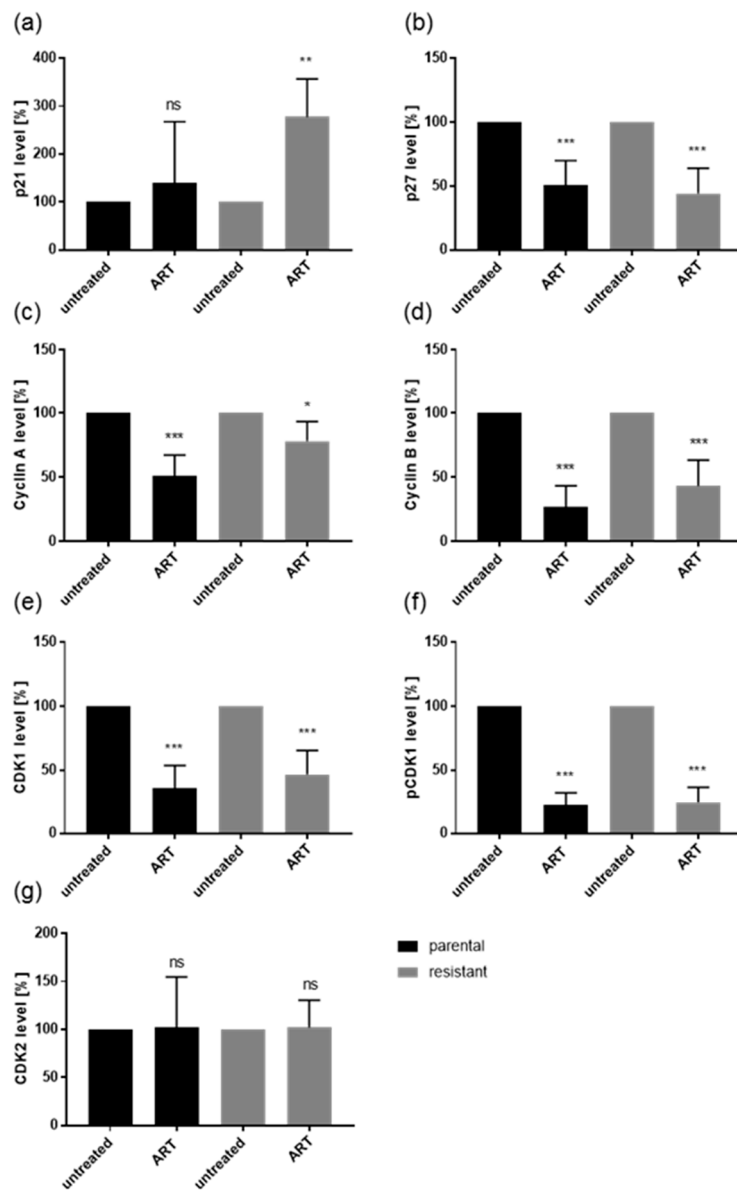 (a)
p21 level [%]
400
300
200
100
0
ns
**
untreated
ART
untreated
ART
(b)
p27 level [%]
150
100
50
0
***
***
untreated
ART
untreated
ART
(c)
Cyclin A level [%]
150
100
50
0
***
*
untreated
ART
untreated
ART
(d)
Cyclin B level [%]
150
100
50
0
***
***
untreated
ART
untreated
ART
(e)
CDK1 level [%]
150
100
50
0
***
***
untreated
ART
untreated
ART
(f)
pCDK1 level [%]
150
100
50
0
***
***
untreated
ART
untreated
ART
(g)
CDK2 level [%]
200
150
100
50
0
ns
ns
untreated
ART
untreated
ART
parental
resistant